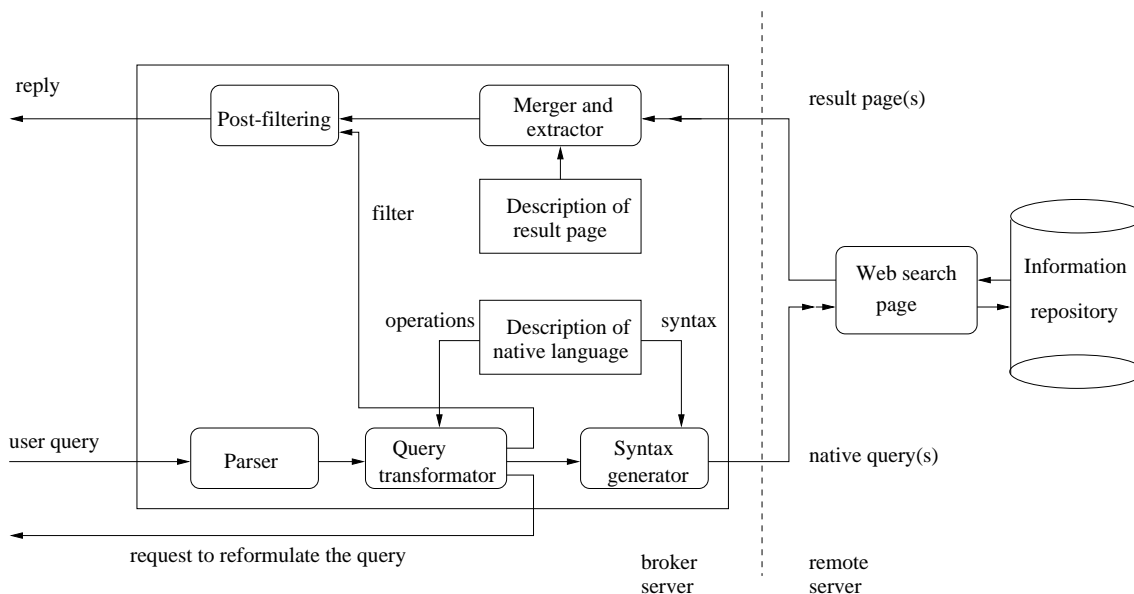 reply
Post-filtering
Merger and
extractor
result page(s)
filter
Description of
result page
Web search
page
Information
repository
operations
Description of
native language
syntax
user query
Parser
Query
transformator
Syntax
generator
native query(s)
request to reformulate the query
broker
server
remote
server